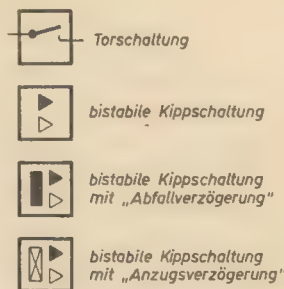 Torschaltung
bistabile Kippschaltung
bistabile Kippschaltung
mit „Abfallverzögerung"
bistabile Kippschaltung
mit „Anzugsverzögerung"